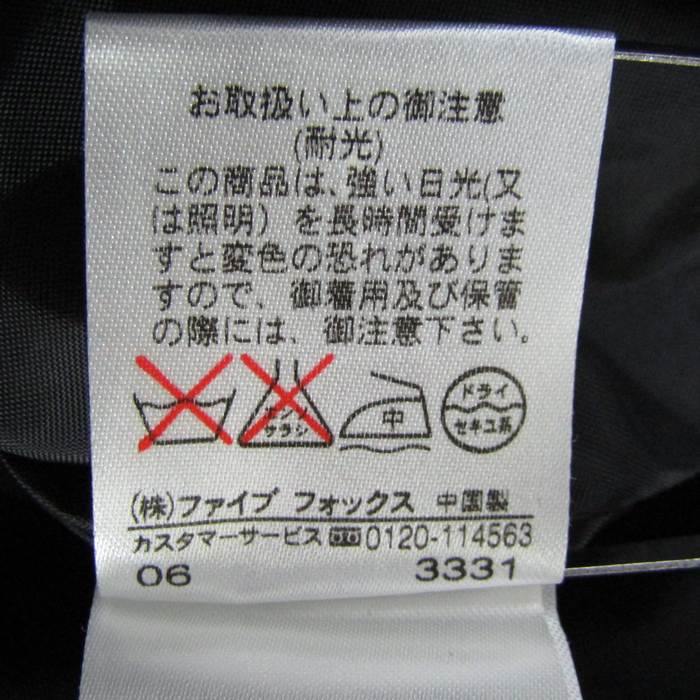 お取扱い上の御注意
(耐光)
この商品は、強い日光(又
は照明）を長時間受けま
すと変色の恐れがありま
すので、御着用及び保管
の際には、御注意下さい。
エンソ
サラシ
中
ドライ
セキユ系
(株)ファイブ フォックス 中国製
カスタマーサービス 0120-114563
06 3331